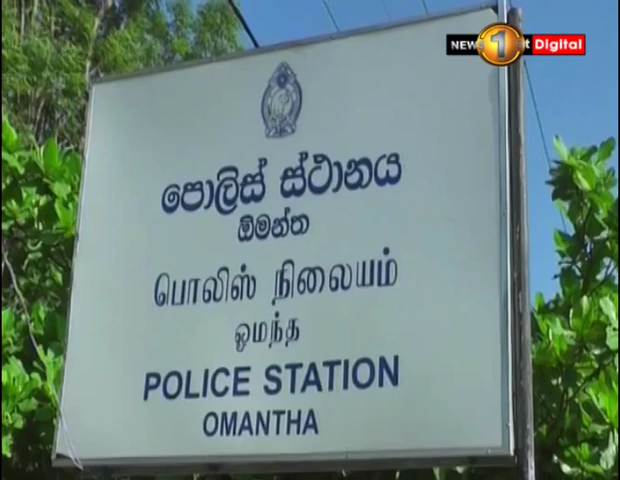 NEWS 1st Digital
පොලිස් ස්ථානය
ඕමන්ත
பொலிஸ் நிலையம்
ஓமந்த
POLICE STATION
OMANTHA